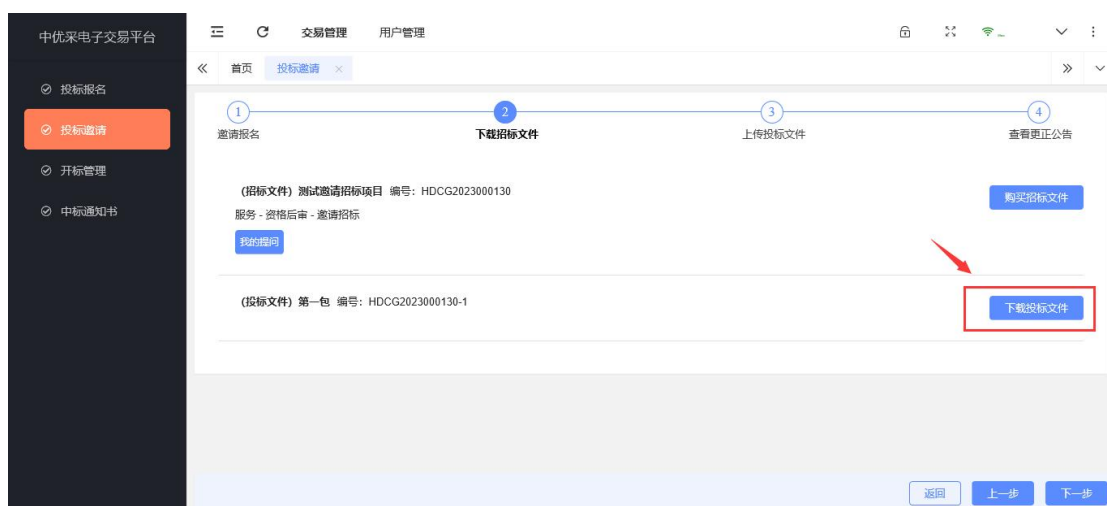 中优采电子交易平台
交易管理 用户管理
首页 投标邀请 ×
投标报名
投标邀请
开标管理
中标通知书
1 2 3 4
邀请报名 下载招标文件 上传投标文件 查看更正公告
(招标文件) 测试邀请招标项目 编号: HDCG2023000130
购买招标文件
服务 - 资格后审 - 邀请招标
我的提问
(投标文件) 第一包 编号: HDCG2023000130-1
下载投标文件
返回 上一步 下一步